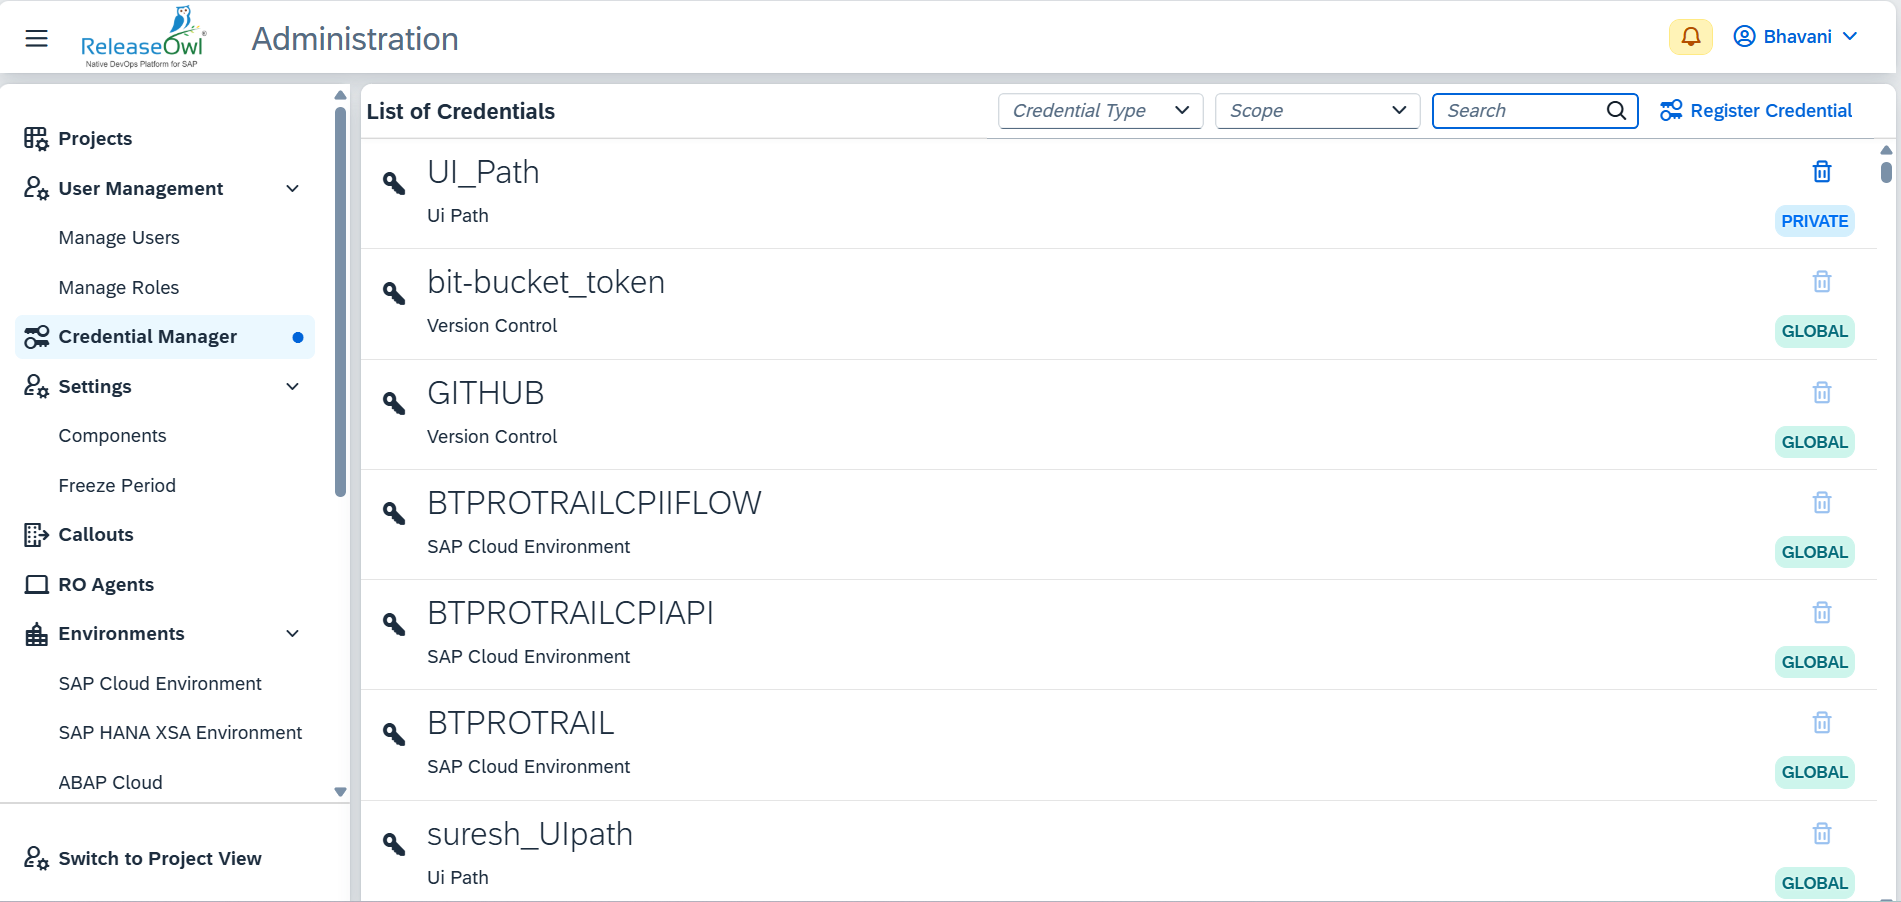 ReleaseOwl
®
Native DevOps Platform for SAP
Administration
Bhavani
Projects
User Management
Manage Users
Manage Roles
Credential Manager
Settings
Components
Freeze Period
Callouts
RO Agents
Environments
SAP Cloud Environment
SAP HANA XSA Environment
ABAP Cloud
Switch to Project View
List of Credentials
Credential Type
Scope
Search
Register Credential
UI_Path
Ui Path
PRIVATE
bit-bucket_token
Version Control
GLOBAL
GITHUB
Version Control
GLOBAL
BTPROTRAILCPIIFLOW
SAP Cloud Environment
GLOBAL
BTPROTRAILCPIAPI
SAP Cloud Environment
GLOBAL
BTPROTRAIL
SAP Cloud Environment
GLOBAL
suresh_UIpath
Ui Path
GLOBAL